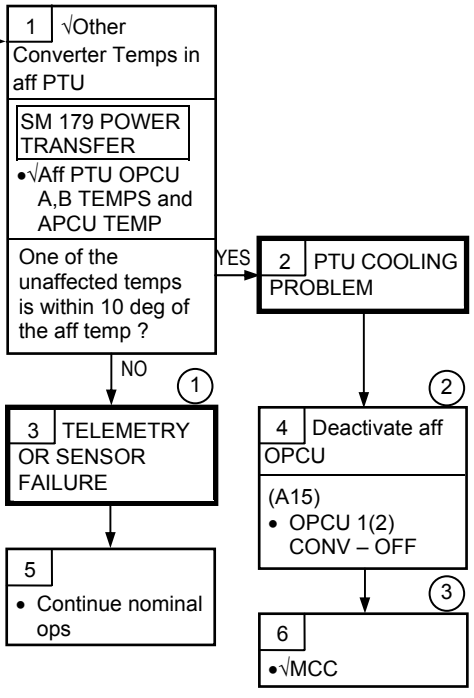 1 √Other
Converter Temps in
aff PTU
SM 179 POWER
TRANSFER
•√Aff PTU OPCU
A,B TEMPS and
APCU TEMP
One of the
unaffected temps
is within 10 deg of
the aff temp ?
YES
NO
2 PTU COOLING
PROBLEM
1
3 TELEMETRY
OR SENSOR
FAILURE
2
4 Deactivate aff
OPCU
(A15)
• OPCU 1(2)
CONV – OFF
5
• Continue nominal
ops
3
6
•√MCC